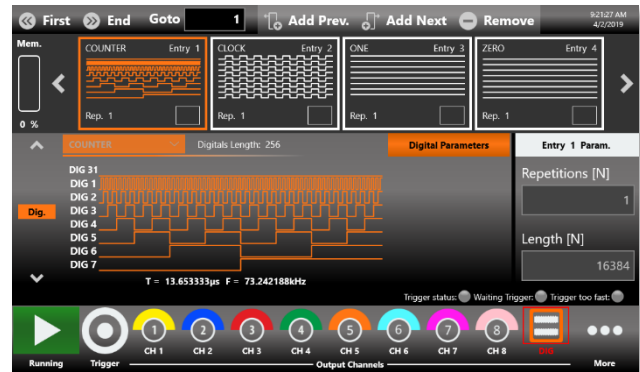 First End Goto 1 Add Prev. Add Next Remove 9:21:27 AM
4/2/2019
Mem.
0 %
COUNTER Entry 1
Rep. 1
CLOCK Entry 2
Rep. 1
ONE Entry 3
Rep. 1
ZERO Entry 4
Rep. 1
COUNTER Digitals Length: 256 Digital Parameters Entry 1 Param.
Dig.
DIG 31
DIG 1
DIG 2
DIG 3
DIG 4
DIG 5
DIG 6
DIG 7
T = 13.653333µs F = 73.242188kHz
Repetitions [N]
1
Length [N]
16384
Trigger status: Waiting Trigger: Trigger too fast:
1 2 3 4 5 6 7 8
CH 1 CH 2 CH 3 CH 4 CH 5 CH 6 CH 7 CH 8 DIG
Running Trigger Output Channels More